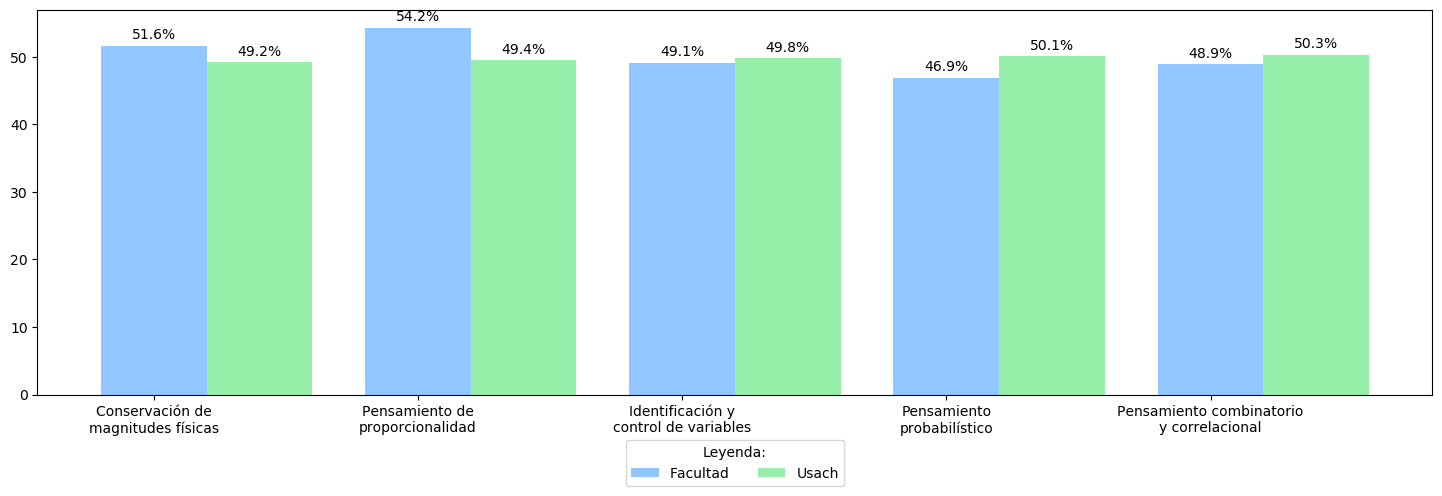 51.6%
49.2%
54.2%
49.4%
49.1%
49.8%
46.9%
50.1%
48.9%
50.3%
50
40
30
20
10
0
Conservación de
magnitudes físicas
Pensamiento de
proporcionalidad
Identificación y
control de variables
Pensamiento
probabilístico
Pensamiento combinatorio
y correlacional
Leyenda:
Facultad
Usach